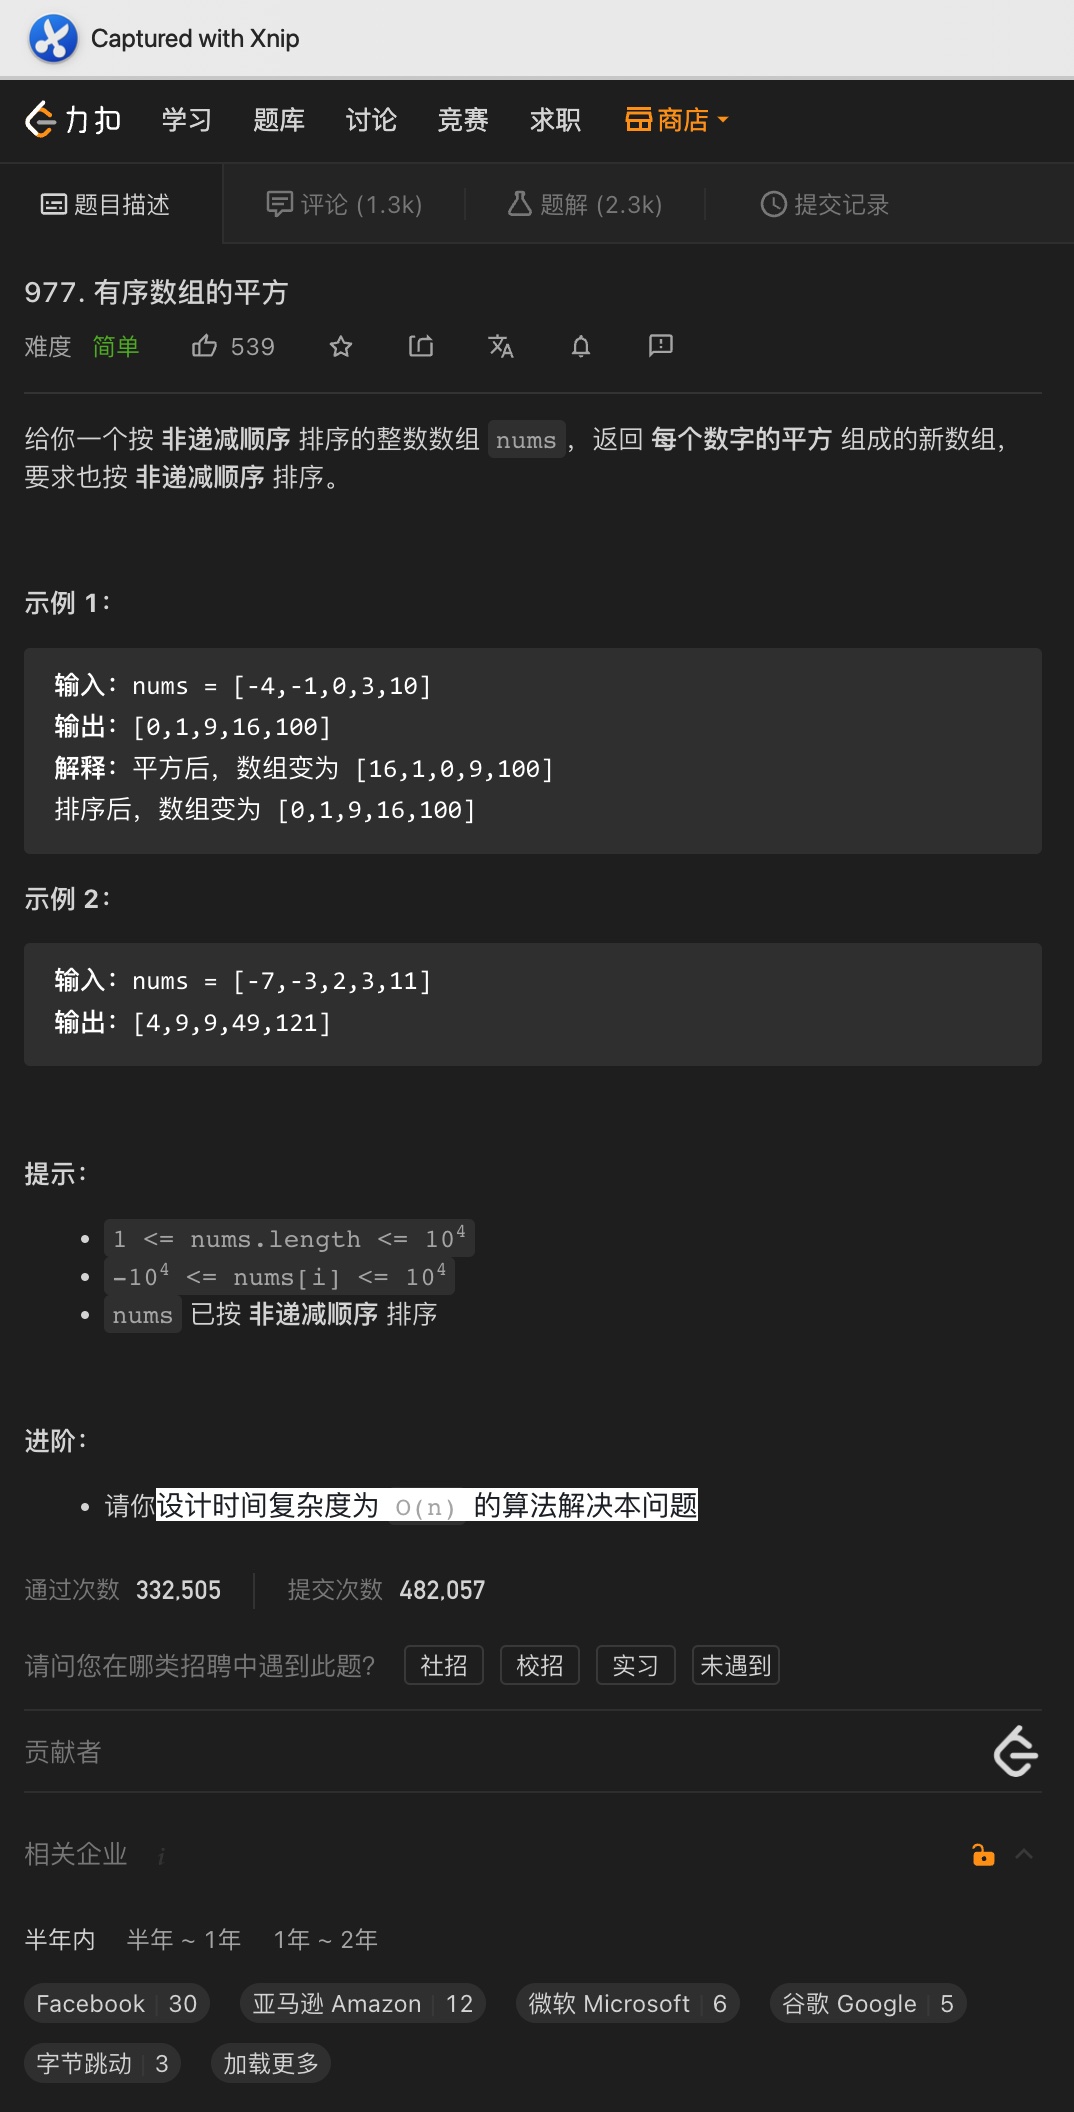 Captured with Xnip
力扣 学习 题库 讨论 竞赛 求职 商店
题目描述 评论 (1.3k) 题解 (2.3k) 提交记录
977. 有序数组的平方
难度 简单 539
给你一个按 非递减顺序 排序的整数数组 nums，返回 每个数字的平方 组成的新数组，
要求也按 非递减顺序 排序。
示例 1：
输入：nums = [-4,-1,0,3,10]
输出：[0,1,9,16,100]
解释：平方后，数组变为 [16,1,0,9,100]
排序后，数组变为 [0,1,9,16,100]
示例 2：
输入：nums = [-7,-3,2,3,11]
输出：[4,9,9,49,121]
提示：
• 1 <= nums.length <= 10⁴
• -10⁴ <= nums[i] <= 10⁴
• nums 已按 非递减顺序 排序
进阶：
• 请你设计时间复杂度为 O(n) 的算法解决本问题
通过次数 332,505 提交次数 482,057
请问您在哪类招聘中遇到此题? 社招 校招 实习 未遇到
贡献者
相关企业 i
半年内 半年 ~ 1年 1年 ~ 2年
Facebook 30 亚马逊 Amazon 12 微软 Microsoft 6 谷歌 Google 5
字节跳动 3 加载更多